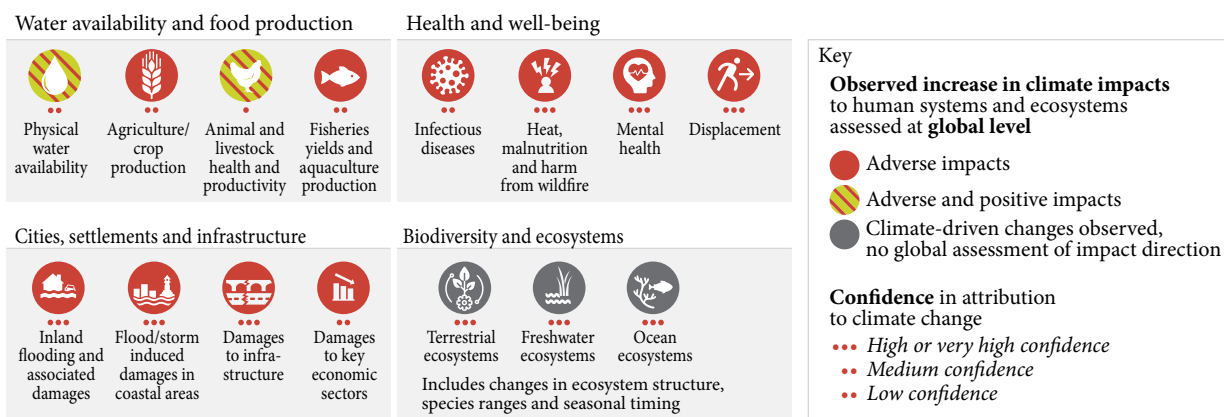 Water availability and food production
Physical
water
availability
Agriculture/
crop
production
Animal and
livestock
health and
productivity
Fisheries
yields and
aquaculture
production
Health and well-being
Infectious
diseases
Heat,
malnutrition
and harm
from wildfire
Mental
health
Displacement
Cities, settlements and infrastructure
Inland
flooding and
associated
damages
Flood/storm
induced
damages in
coastal areas
Damages
to infra-
structure
Damages
to key
economic
sectors
Biodiversity and ecosystems
Terrestrial
ecosystems
Freshwater
ecosystems
Ocean
ecosystems
Includes changes in ecosystem structure,
species ranges and seasonal timing
Key
Observed increase in climate impacts
to human systems and ecosystems
assessed at global level
Adverse impacts
Adverse and positive impacts
Climate-driven changes observed,
no global assessment of impact direction
Confidence in attribution
to climate change
High or very high confidence
Medium confidence
Low confidence